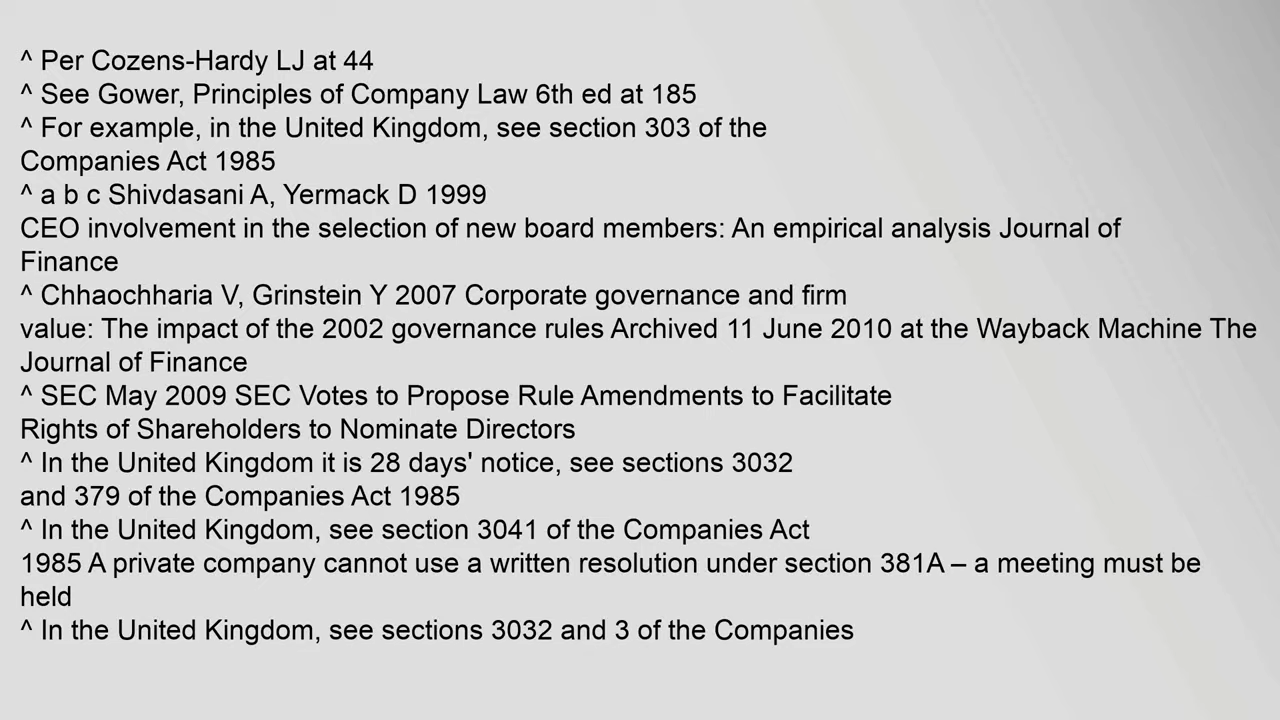 ^ Per Cozens-Hardy LJ at 44
^ See Gower, Principles of Company Law 6th ed at 185
^ For example, in the United Kingdom, see section 303 of the
Companies Act 1985
^ a b c Shivdasani A, Yermack D 1999
CEO involvement in the selection of new board members: An empirical analysis Journal of
Finance
^ Chhaochharia V, Grinstein Y 2007 Corporate governance and firm
value: The impact of the 2002 governance rules Archived 11 June 2010 at the Wayback Machine The
Journal of Finance
^ SEC May 2009 SEC Votes to Propose Rule Amendments to Facilitate
Rights of Shareholders to Nominate Directors
^ In the United Kingdom it is 28 days' notice, see sections 3032
and 379 of the Companies Act 1985
^ In the United Kingdom, see section 3041 of the Companies Act
1985 A private company cannot use a written resolution under section 381A – a meeting must be
held
^ In the United Kingdom, see sections 3032 and 3 of the Companies